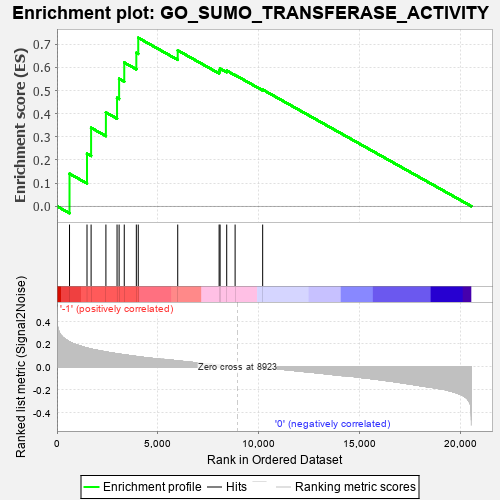 Enrichment plot: GO_SUMO_TRANSFERASE_ACTIVITY
Enrichment score (ES)
0.7
0.6
0.5
0.4
0.3
0.2
0.1
0.0
'-1' (positively correlated)
Ranked list metric (Signal2Noise)
0.4
0.2
0.0
-0.2
-0.4
Zero cross at 8923
'0' (negatively correlated)
0
5,000
10,000
15,000
20,000
Rank in Ordered Dataset
Enrichment profile
Hits
Ranking metric scores